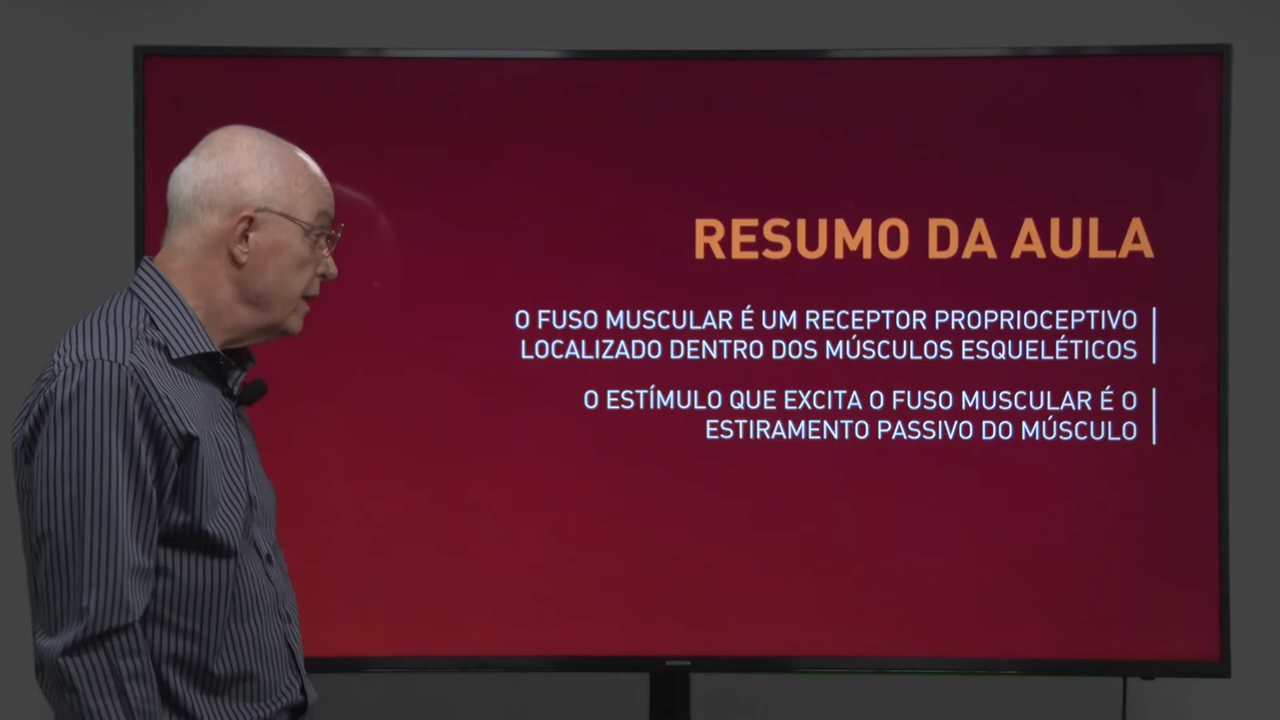 RESUMO DA AULA
O FUSO MUSCULAR É UM RECEPTOR PROPRIOCEPTIVO
LOCALIZADO DENTRO DOS MÚSCULOS ESQUELÉTICOS
O ESTÍMULO QUE EXCITA O FUSO MUSCULAR É O
ESTIRAMENTO PASSIVO DO MÚSCULO
SAMSUNG